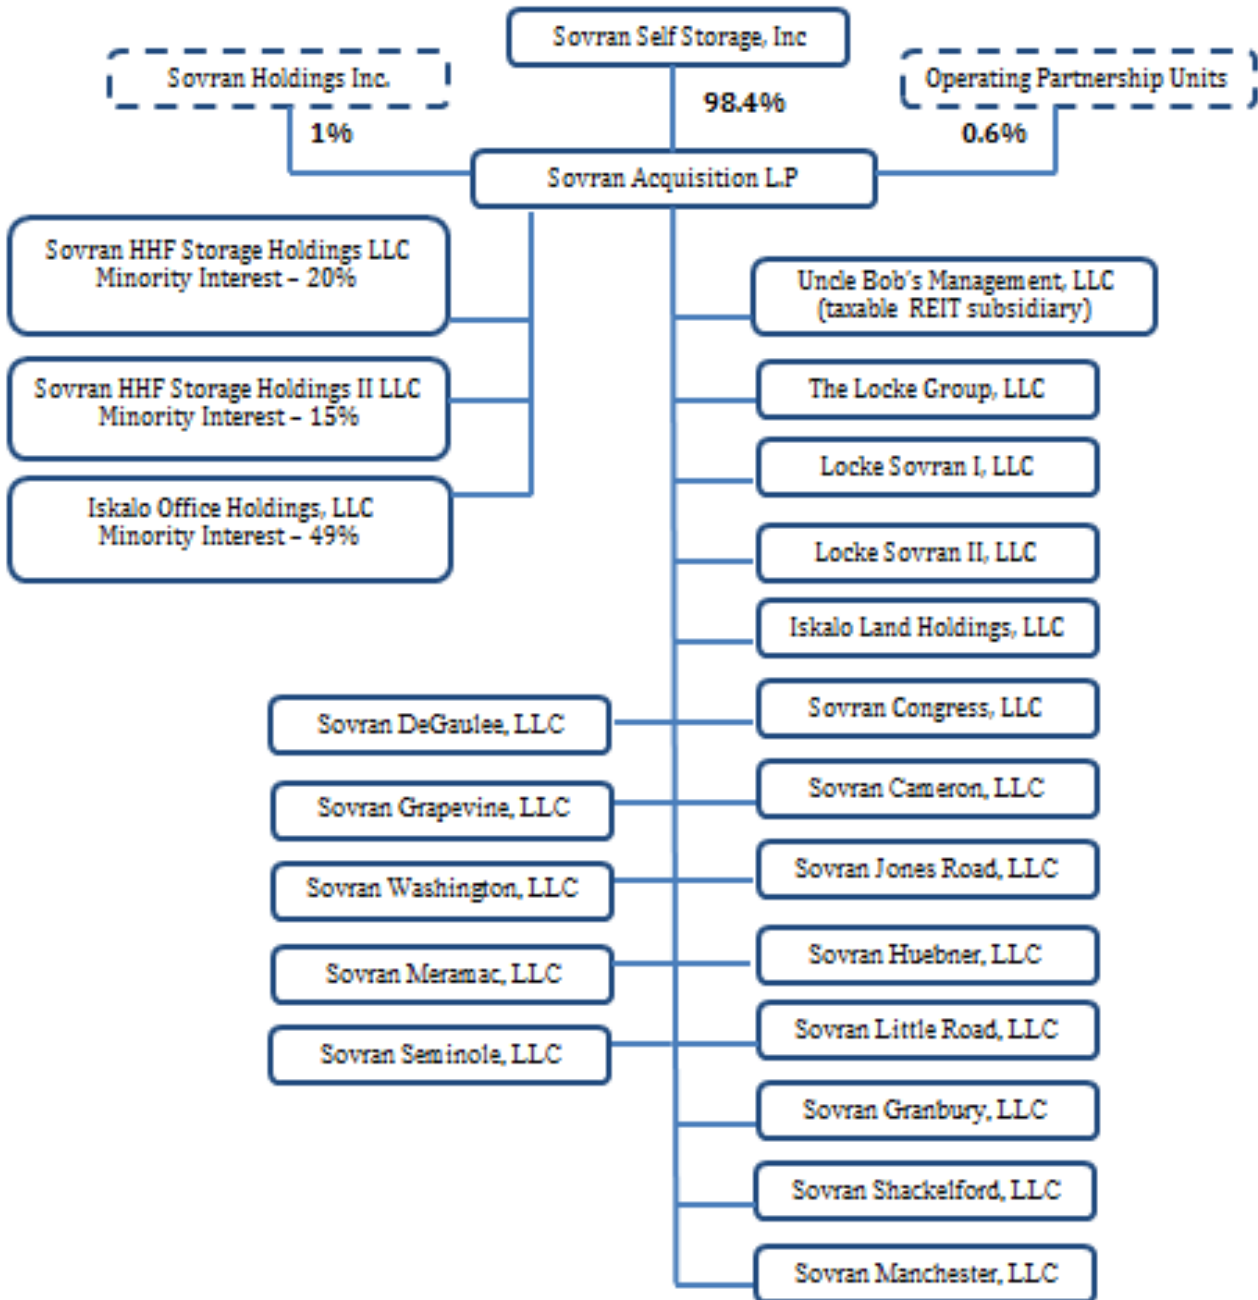 Sovran Self Storage, Inc
Sovran Holdings Inc.
Operating Partnership Units
98.4%
1%
0.6%
Sovran Acquisition L.P
Sovran HHF Storage Holdings LLC
Minority Interest – 20%
Uncle Bob's Management, LLC
(taxable REIT subsidiary)
Sovran HHF Storage Holdings II LLC
Minority Interest – 15%
The Locke Group, LLC
Locke Sovran I, LLC
Iskalo Office Holdings, LLC
Minority Interest – 49%
Locke Sovran II, LLC
Iskalo Land Holdings, LLC
Sovran DeGaulee, LLC
Sovran Congress, LLC
Sovran Grapevine, LLC
Sovran Cameron, LLC
Sovran Washington, LLC
Sovran Jones Road, LLC
Sovran Meramac, LLC
Sovran Huebner, LLC
Sovran Seminole, LLC
Sovran Little Road, LLC
Sovran Granbury, LLC
Sovran Shackelford, LLC
Sovran Manchester, LLC